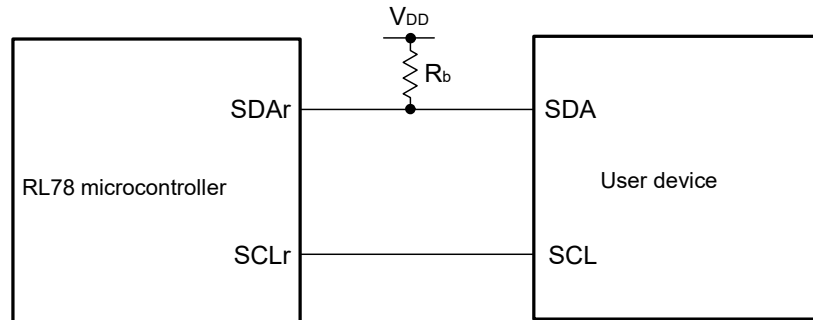 VDD
Rb
SDAr
SDA
RL78 microcontroller
User device
SCLr
SCL